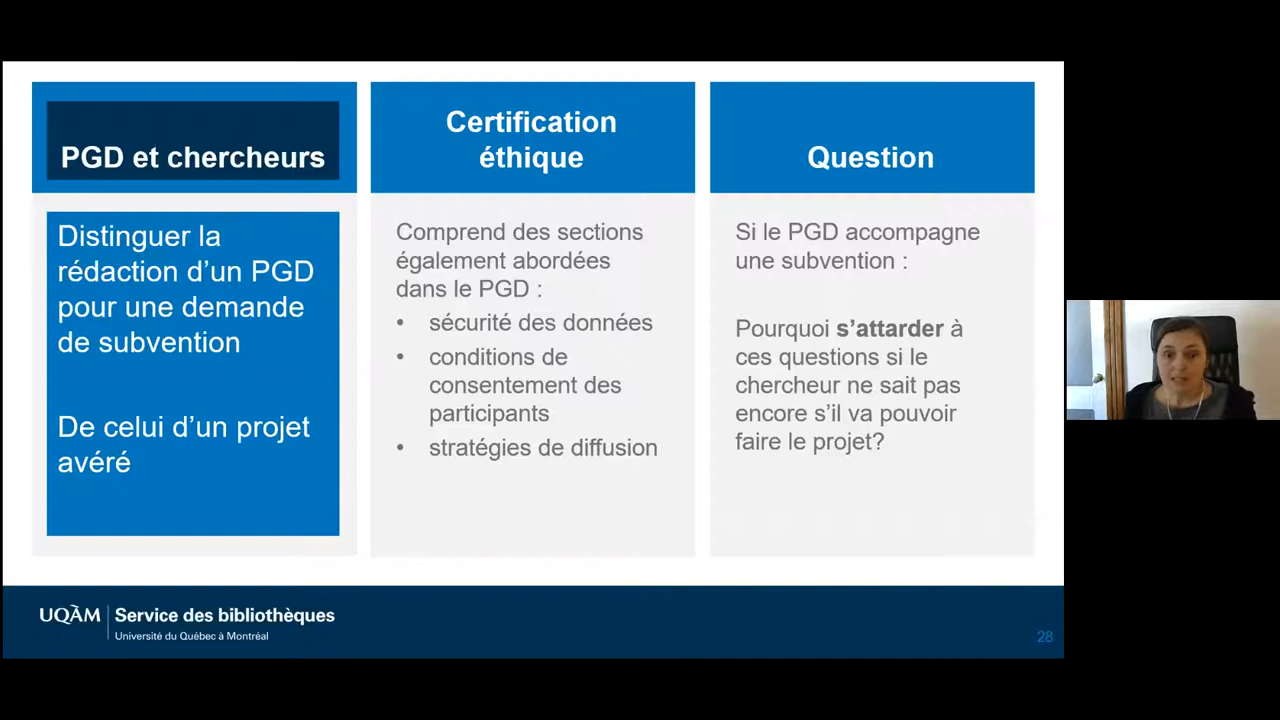 PGD et chercheurs
Distinguer la
rédaction d’un PGD
pour une demande
de subvention
De celui d’un projet
avéré
Certification
éthique
Comprend des sections
également abordées
dans le PGD :
• sécurité des données
• conditions de
consentement des
participants
• stratégies de diffusion
Question
Si le PGD accompagne
une subvention :
Pourquoi s’attarder à
ces questions si le
chercheur ne sait pas
encore s’il va pouvoir
faire le projet?
UQÀM
Service des bibliothèques
Université du Québec à Montréal
28